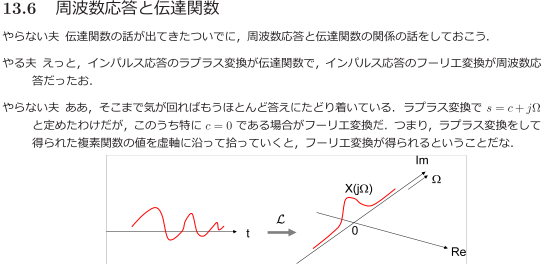 13.6 周波数応答と伝達関数
やらない夫 伝達関数の話が出てきたついでに，周波数応答と伝達関数の関係の話をしておこう．
やる夫 えっと，インパルス応答のラプラス変換が伝達関数で，インパルス応答のフーリエ変換が周波数応
答だったお．
やらない夫 ああ，そこまで気が回ればもうほとんど答えにたどり着いている．ラプラス変換で s = c + jΩ
と定めたわけだが，このうち特に c = 0 である場合がフーリエ変換だ．つまり，ラプラス変換をして
得られた複素関数の値を虚軸に沿って拾っていくと，フーリエ変換が得られるということだな．
Im
Ω
X(jΩ)
ℒ
t
0
Re